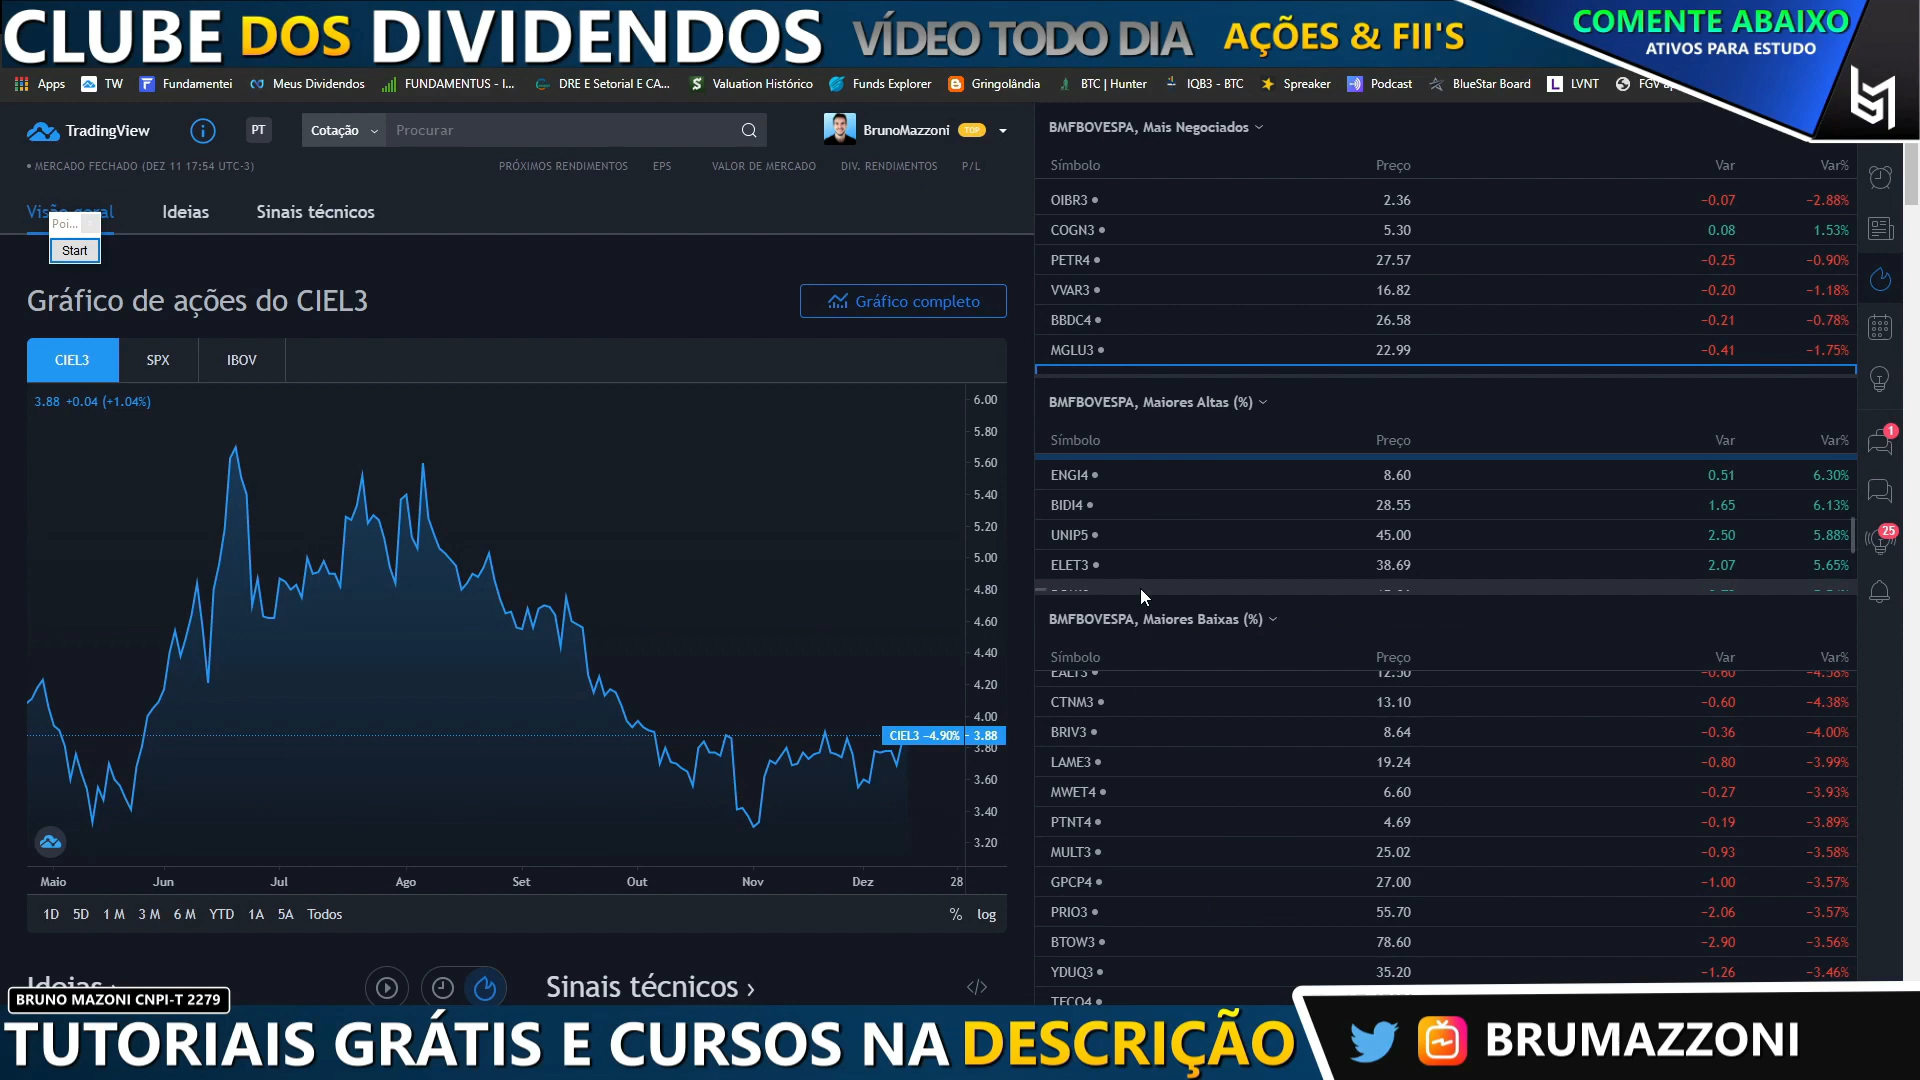 CLUBE DOS DIVIDENDOS VÍDEO TODO DIA AÇÕES & FII'S
COMENTE ABAIXO
ATIVOS PARA ESTUDO
Apps TW Fundamentei Meus Dividendos FUNDAMENTUS - I... DRE E Setorial E CA... Valuation Histórico Funds Explorer Gringolândia BTC | Hunter IQB3 - BTC Spreaker Podcast BlueStar Board LVNT
TradingView PT Cotação Procurar BrunoMazzoni TOP
MERCADO FECHADO (DEZ 11 17:54 UTC-3) PRÓXIMOS RENDIMENTOS EPS VALOR DE MERCADO DIV. RENDIMENTOS P/L
Visão geral Ideias Sinais técnicos
Poi...
Start
Gráfico de ações do CIEL3 Gráfico completo
CIEL3 SPX IBOV
3.88 +0.04 (+1.04%)
6.00
5.80
5.60
5.40
5.20
5.00
4.80
4.60
4.40
4.20
4.00
CIEL3 −4.90% 3.88
3.80
3.60
3.40
3.20
Maio Jun Jul Ago Set Out Nov Dez 28
1D 5D 1 M 3 M 6 M YTD 1A 5A Todos % log
Ideias › Sinais técnicos ›
BMFBOVESPA, Mais Negociados
Símbolo Preço Var Var%
OIBR3 2.36 −0.07 −2.88%
COGN3 5.30 0.08 1.53%
PETR4 27.57 −0.25 −0.90%
VVAR3 16.82 −0.20 −1.18%
BBDC4 26.58 −0.21 −0.78%
MGLU3 22.99 −0.41 −1.75%
BMFBOVESPA, Maiores Altas (%)
Símbolo Preço Var Var%
ENGI4 8.60 0.51 6.30%
BIDI4 28.55 1.65 6.13%
UNIP5 45.00 2.50 5.88%
ELET3 38.69 2.07 5.65%
BMFBOVESPA, Maiores Baixas (%)
Símbolo Preço Var Var%
EALT3 12.50 −0.60 −4.58%
CTNM3 13.10 −0.60 −4.38%
BRIV3 8.64 −0.36 −4.00%
LAME3 19.24 −0.80 −3.99%
MWET4 6.60 −0.27 −3.93%
PTNT4 4.69 −0.19 −3.89%
MULT3 25.02 −0.93 −3.58%
GPCP4 27.00 −1.00 −3.57%
PRIO3 55.70 −2.06 −3.57%
BTOW3 78.60 −2.90 −3.56%
YDUQ3 35.20 −1.26 −3.46%
TECO4
1
25
BRUNO MAZONI CNPI-T 2279
TUTORIAIS GRÁTIS E CURSOS NA DESCRIÇÃO
BRUMAZZONI